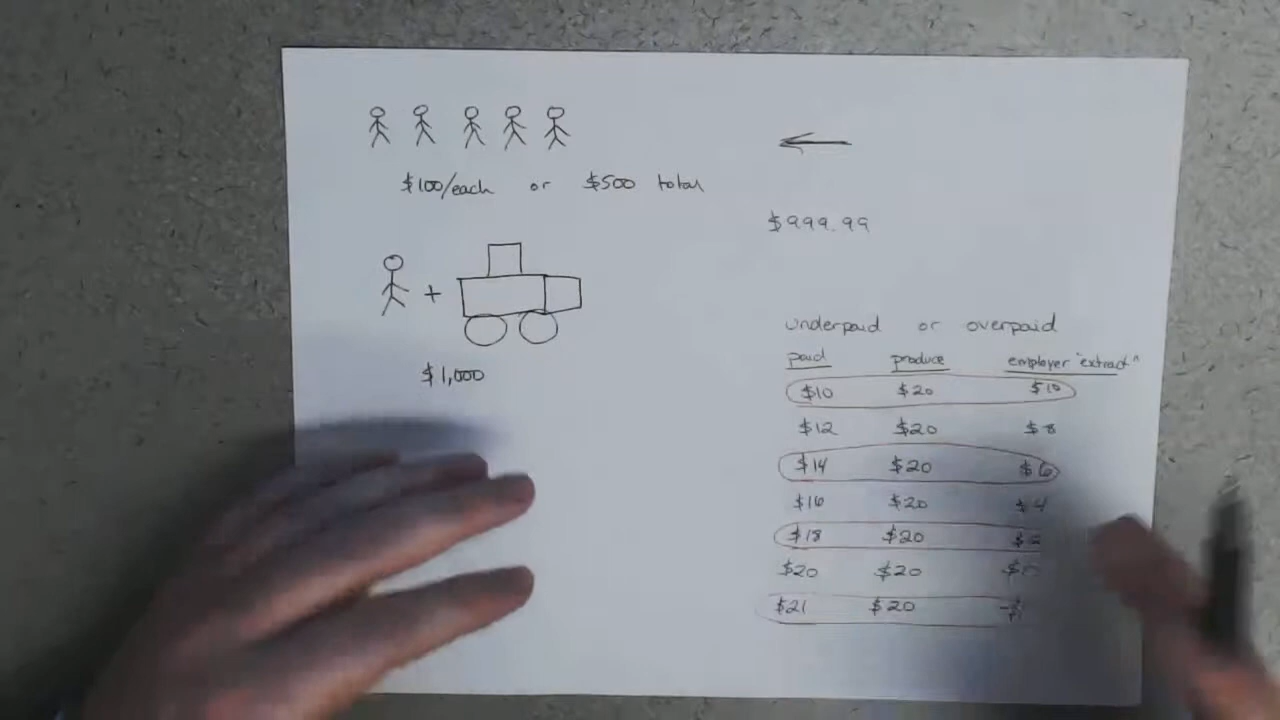 $100/each or $500 total
$999.99
$1,000
underpaid or overpaid
paid produce employer "extract"
$10 $20 $10
$12 $20 $8
$14 $20 $6
$16 $20 $4
$18 $20 $2
$20 $20
$21 $20